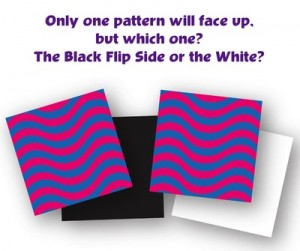 Only one pattern will face up,
but which one?
The Black Flip Side or the White?